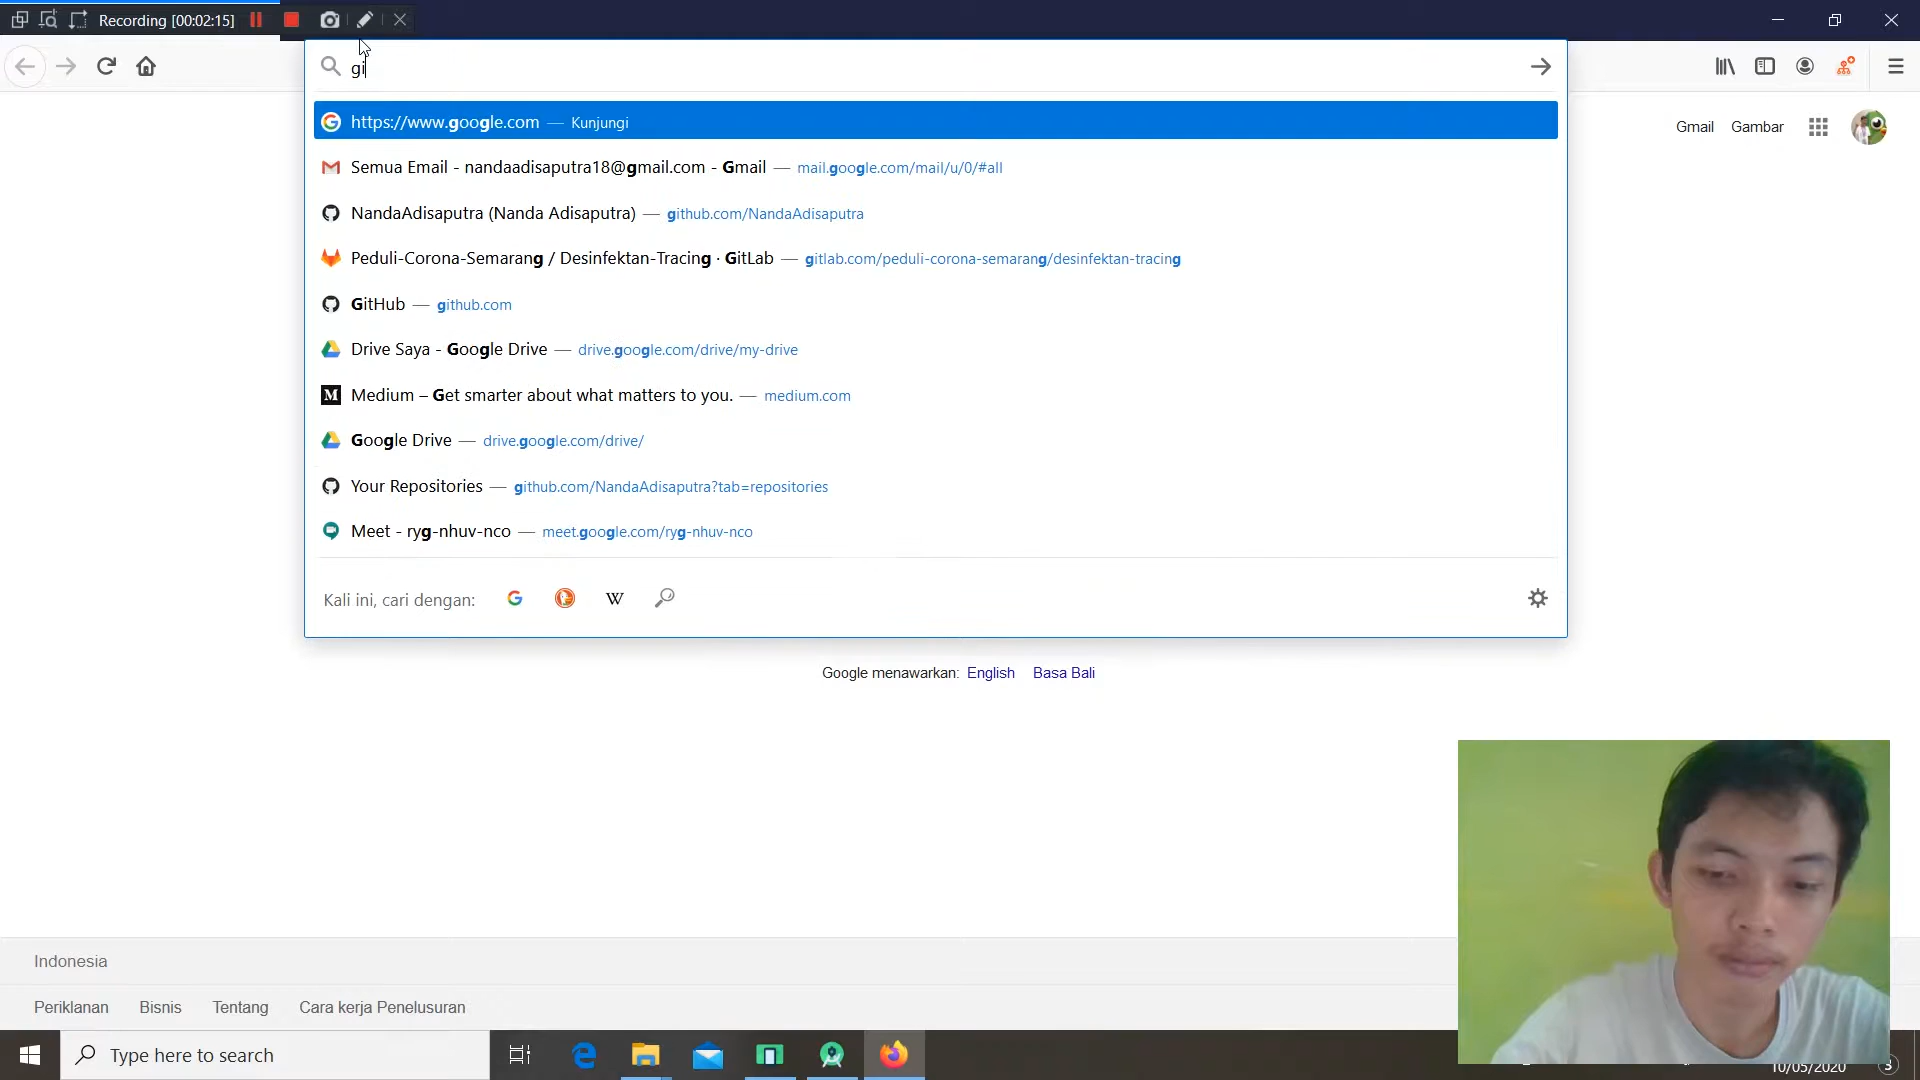 Recording [00:02:15]
gi
https://www.google.com — Kunjungi
Semua Email - nandaadisaputra18@gmail.com - Gmail — mail.google.com/mail/u/0/#all
NandaAdisaputra (Nanda Adisaputra) — github.com/NandaAdisaputra
Peduli-Corona-Semarang / Desinfektan-Tracing · GitLab — gitlab.com/peduli-corona-semarang/desinfektan-tracing
GitHub — github.com
Drive Saya - Google Drive — drive.google.com/drive/my-drive
Medium – Get smarter about what matters to you. — medium.com
Google Drive — drive.google.com/drive/
Your Repositories — github.com/NandaAdisaputra?tab=repositories
Meet - ryg-nhuv-nco — meet.google.com/ryg-nhuv-nco
Kali ini, cari dengan:
Gmail Gambar
Google menawarkan: English Basa Bali
Indonesia
Periklanan Bisnis Tentang Cara kerja Penelusuran
Type here to search
10/05/2020
3